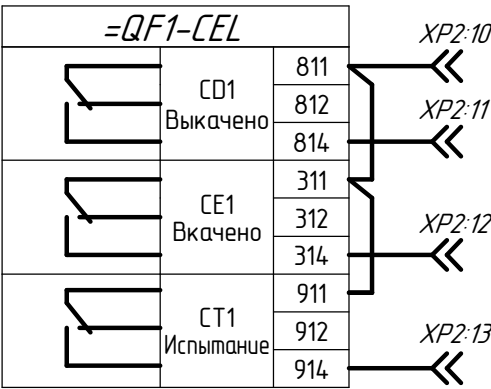 =QF1-CEL
XP2:10
811
CD1
Выкачено
812
XP2:11
814
311
CE1
Вкачено
312
XP2:12
314
911
CT1
Испытание
912
XP2:13
914